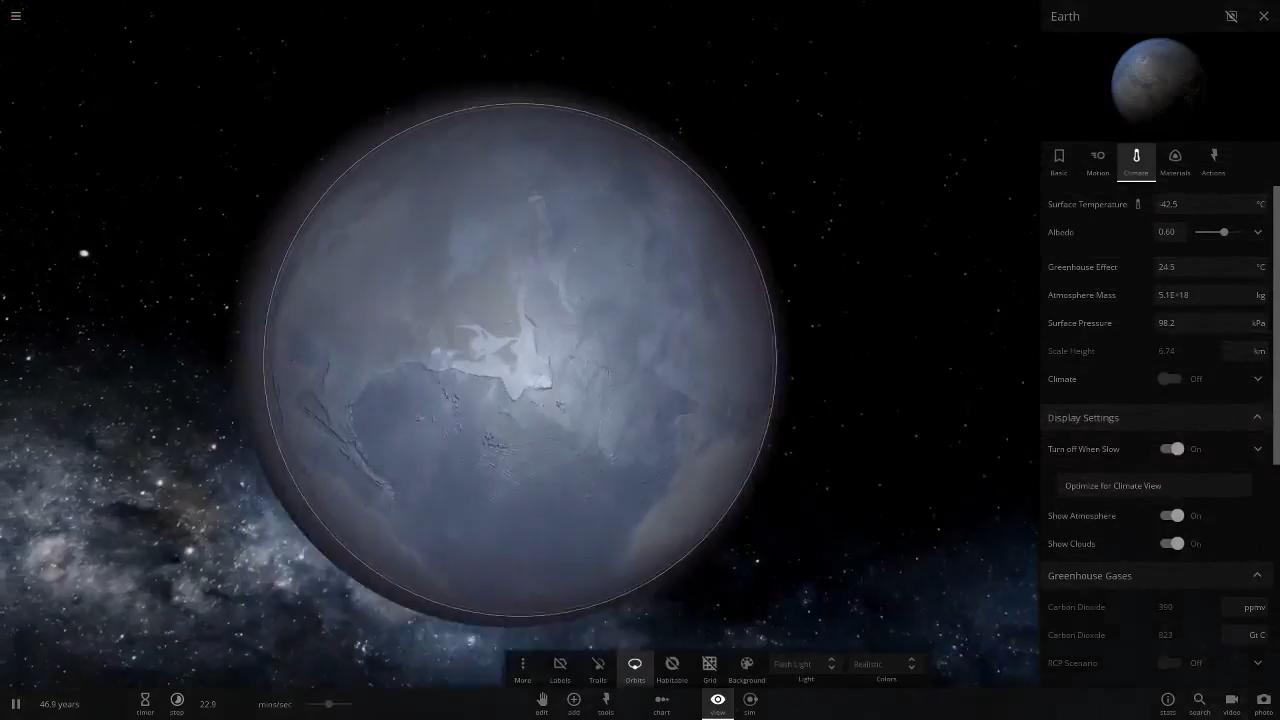 Earth
Basic Motion Climate Materials Actions
Surface Temperature -42.5 °C
Albedo 0.60
Greenhouse Effect 24.5 °C
Atmosphere Mass 5.1E+18 kg
Surface Pressure 98.2 kPa
Scale Height 6.74 km
Climate Off
Display Settings
Turn off When Slow On
Optimize for Climate View
Show Atmosphere On
Show Clouds On
Greenhouse Gases
Carbon Dioxide 390 ppmv
Carbon Dioxide 823 Gt C
RCP Scenario Off
Flash Light Realistic
More Labels Trails Orbits Habitable Grid Background Light Colors
46.9 years timer step 22.9 mins/sec edit add tools chart view sim stats search video photo